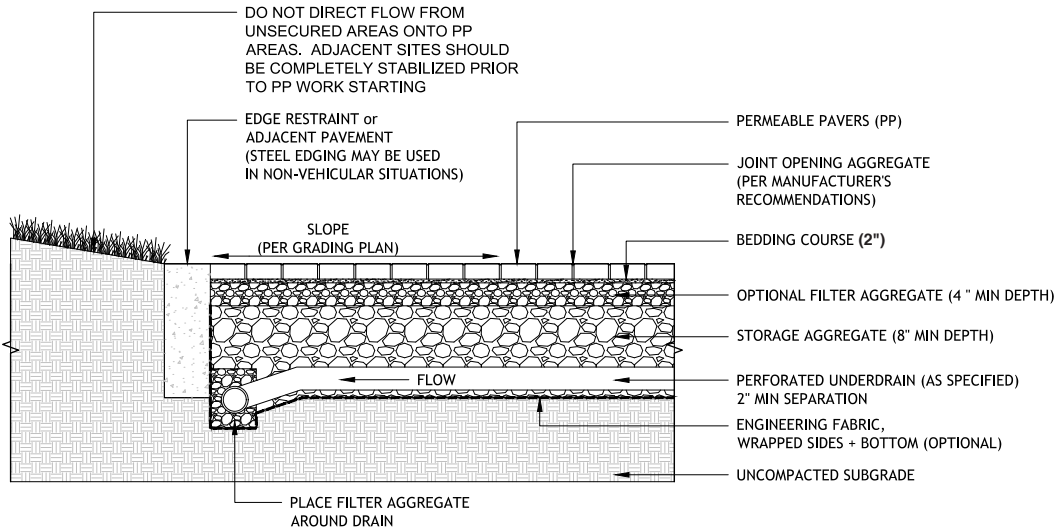 DO NOT DIRECT FLOW FROM
UNSECURED AREAS ONTO PP
AREAS. ADJACENT SITES SHOULD
BE COMPLETELY STABILIZED PRIOR
TO PP WORK STARTING
EDGE RESTRAINT or
ADJACENT PAVEMENT
(STEEL EDGING MAY BE USED
IN NON-VEHICULAR SITUATIONS)
SLOPE
(PER GRADING PLAN)
PERMEABLE PAVERS (PP)
JOINT OPENING AGGREGATE
(PER MANUFACTURER'S
RECOMMENDATIONS)
BEDDING COURSE (2")
OPTIONAL FILTER AGGREGATE (4 " MIN DEPTH)
STORAGE AGGREGATE (8" MIN DEPTH)
FLOW
PERFORATED UNDERDRAIN (AS SPECIFIED)
2" MIN SEPARATION
ENGINEERING FABRIC,
WRAPPED SIDES + BOTTOM (OPTIONAL)
UNCOMPACTED SUBGRADE
PLACE FILTER AGGREGATE
AROUND DRAIN